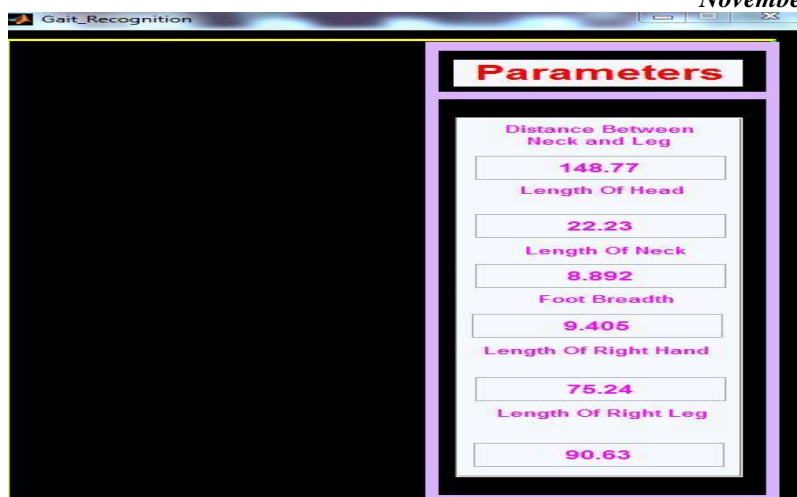 November
Gait_Recognition
Parameters
Distance Between
Neck and Leg
148.77
Length Of Head
22.23
Length Of Neck
8.892
Foot Breadth
9.405
Length Of Right Hand
75.24
Length Of Right Leg
90.63